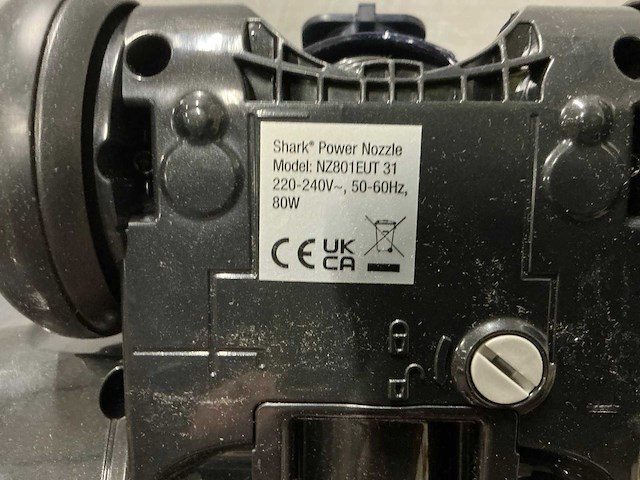 Shark® Power Nozzle
Model: NZ801EUT 31
220-240V~, 50-60Hz,
80W
CE UK
CA